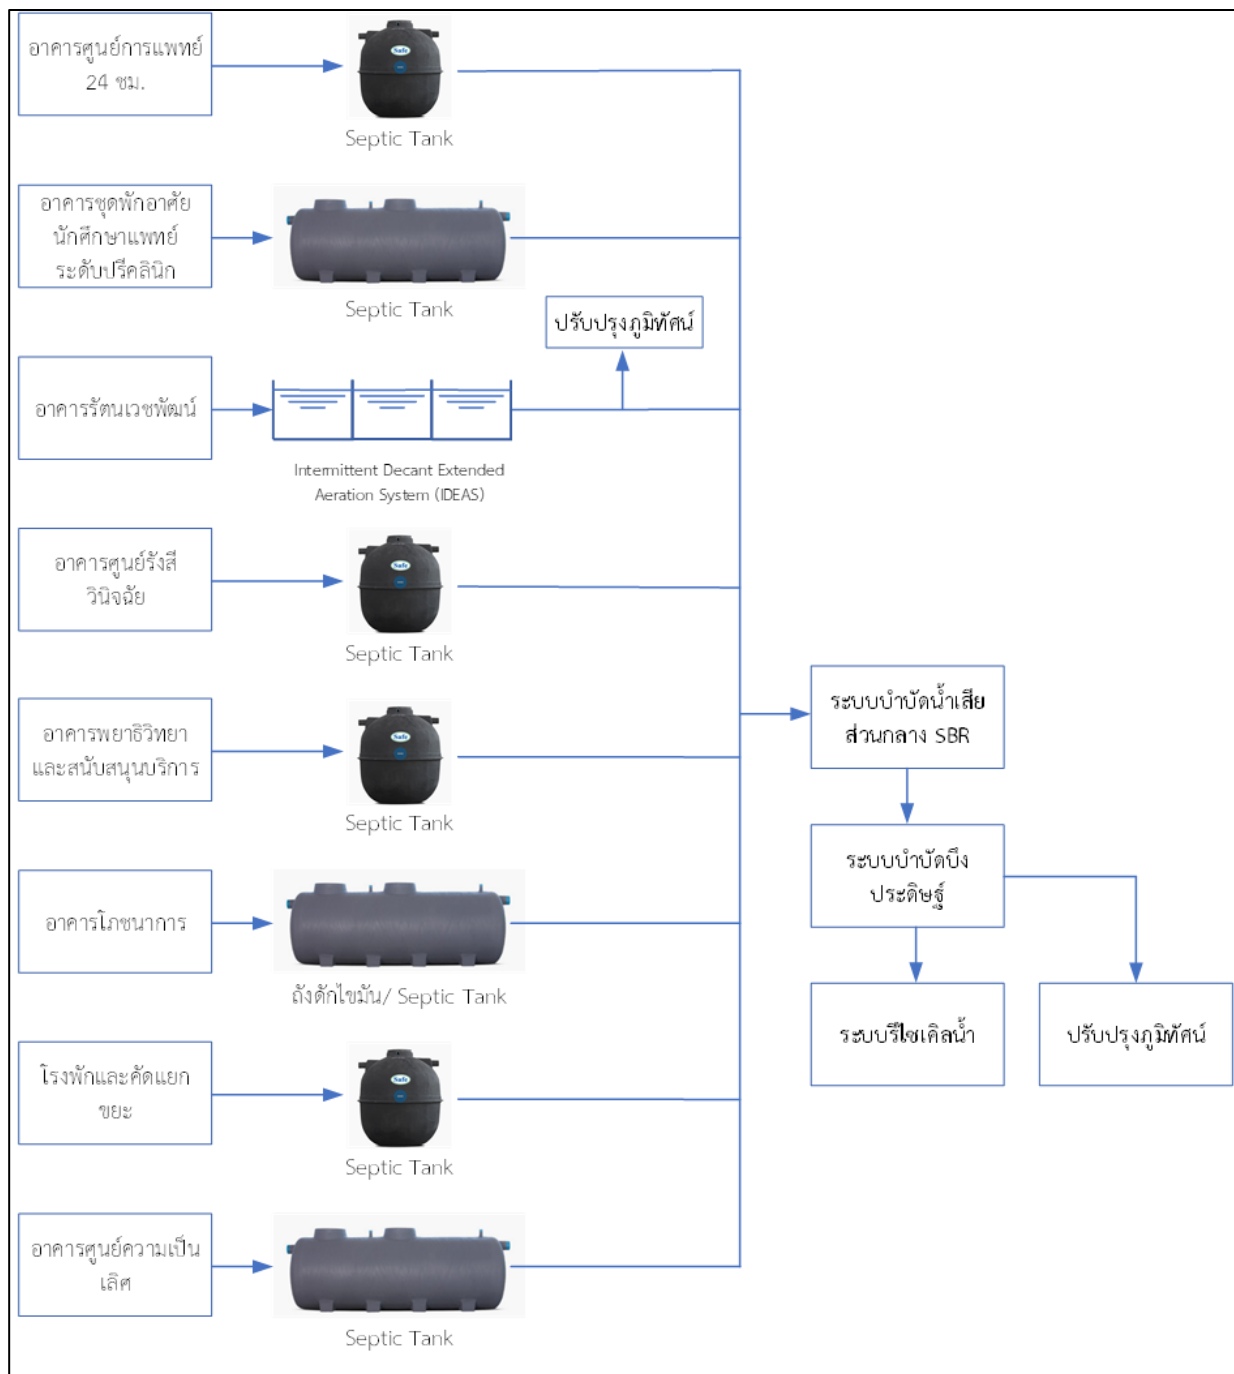 อาคารศูนย์การแพทย์
24 ชม.
Safe
Septic Tank
อาคารชุดพักอาศัย
นักศึกษาแพทย์
ระดับปรีคลินิก
Septic Tank
ปรับปรุงภูมิทัศน์
อาคารรัตนเวชพัฒน์
Intermittent Decant Extended
Aeration System (IDEAS)
อาคารศูนย์รังสี
วินิจฉัย
Safe
Septic Tank
ระบบบำบัดน้ำเสีย
ส่วนกลาง SBR
อาคารพยาธิวิทยา
และสนับสนุนบริการ
Safe
Septic Tank
ระบบบำบัดบึง
ประดิษฐ์
อาคารโภชนาการ
ถังดักไขมัน/ Septic Tank
ระบบรีไซเคิลน้ำ
ปรับปรุงภูมิทัศน์
โรงพักและคัดแยก
ขยะ
Safe
Septic Tank
อาคารศูนย์ความเป็น
เลิศ
Septic Tank